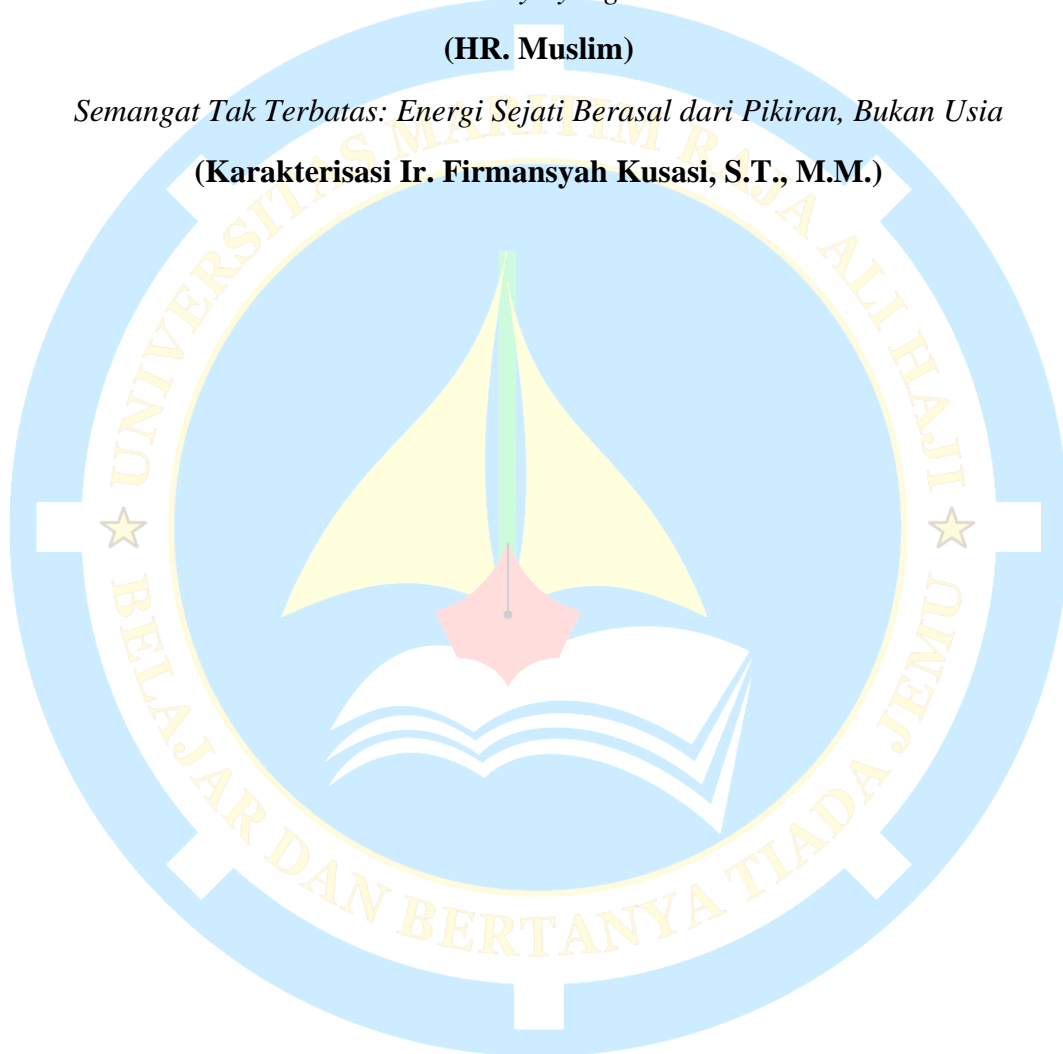 (HR. Muslim)
Semangat Tak Terbatas: Energi Sejati Berasal dari Pikiran, Bukan Usia
(Karakterisasi Ir. Firmansyah Kusasi, S.T., M.M.)
UNIVERSITAS MARITIM RAJA ALI HAJI
BELAJAR DAN BERTANYA TIADA JEMU